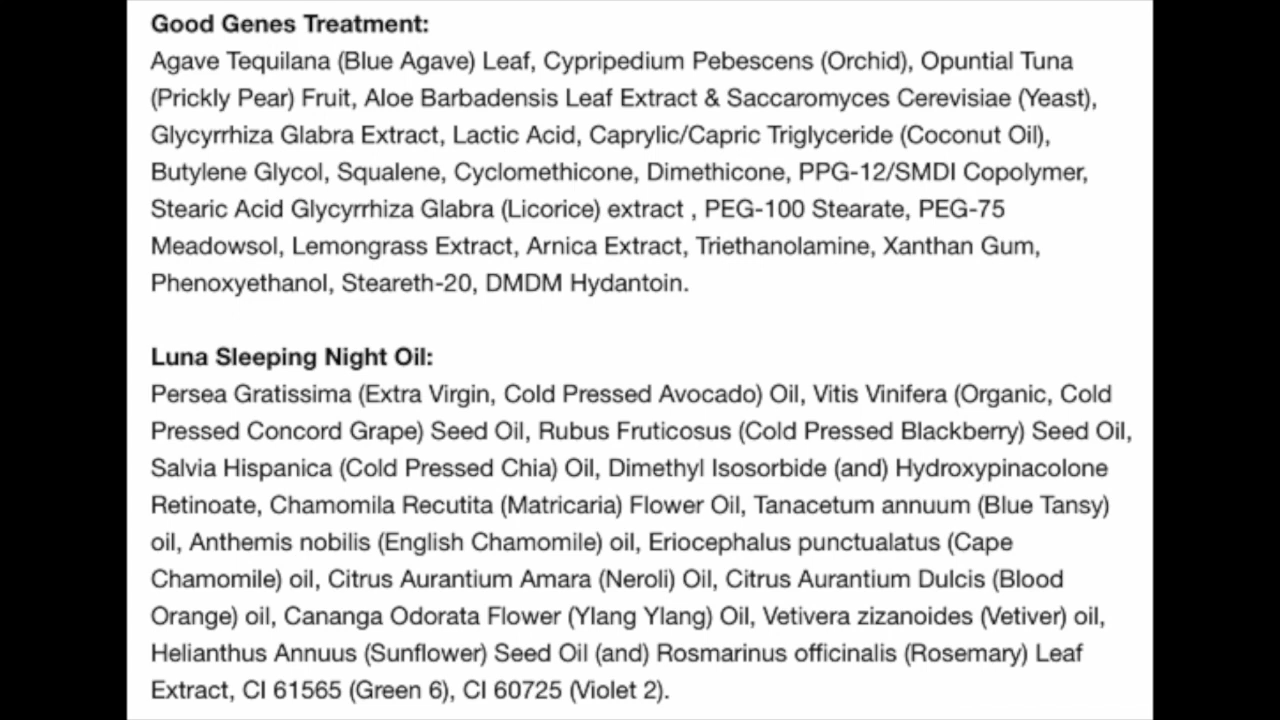 Good Genes Treatment:
Agave Tequilana (Blue Agave) Leaf, Cypripedium Pebescens (Orchid), Opuntial Tuna
(Prickly Pear) Fruit, Aloe Barbadensis Leaf Extract & Saccaromyces Cerevisiae (Yeast),
Glycyrrhiza Glabra Extract, Lactic Acid, Caprylic/Capric Triglyceride (Coconut Oil),
Butylene Glycol, Squalene, Cyclomethicone, Dimethicone, PPG-12/SMDI Copolymer,
Stearic Acid Glycyrrhiza Glabra (Licorice) extract , PEG-100 Stearate, PEG-75
Meadowsol, Lemongrass Extract, Arnica Extract, Triethanolamine, Xanthan Gum,
Phenoxyethanol, Steareth-20, DMDM Hydantoin.
Luna Sleeping Night Oil:
Persea Gratissima (Extra Virgin, Cold Pressed Avocado) Oil, Vitis Vinifera (Organic, Cold
Pressed Concord Grape) Seed Oil, Rubus Fruticosus (Cold Pressed Blackberry) Seed Oil,
Salvia Hispanica (Cold Pressed Chia) Oil, Dimethyl Isosorbide (and) Hydroxypinacolone
Retinoate, Chamomila Recutita (Matricaria) Flower Oil, Tanacetum annuum (Blue Tansy)
oil, Anthemis nobilis (English Chamomile) oil, Eriocephalus punctualatus (Cape
Chamomile) oil, Citrus Aurantium Amara (Neroli) Oil, Citrus Aurantium Dulcis (Blood
Orange) oil, Cananga Odorata Flower (Ylang Ylang) Oil, Vetivera zizanoides (Vetiver) oil,
Helianthus Annuus (Sunflower) Seed Oil (and) Rosmarinus officinalis (Rosemary) Leaf
Extract, CI 61565 (Green 6), CI 60725 (Violet 2).